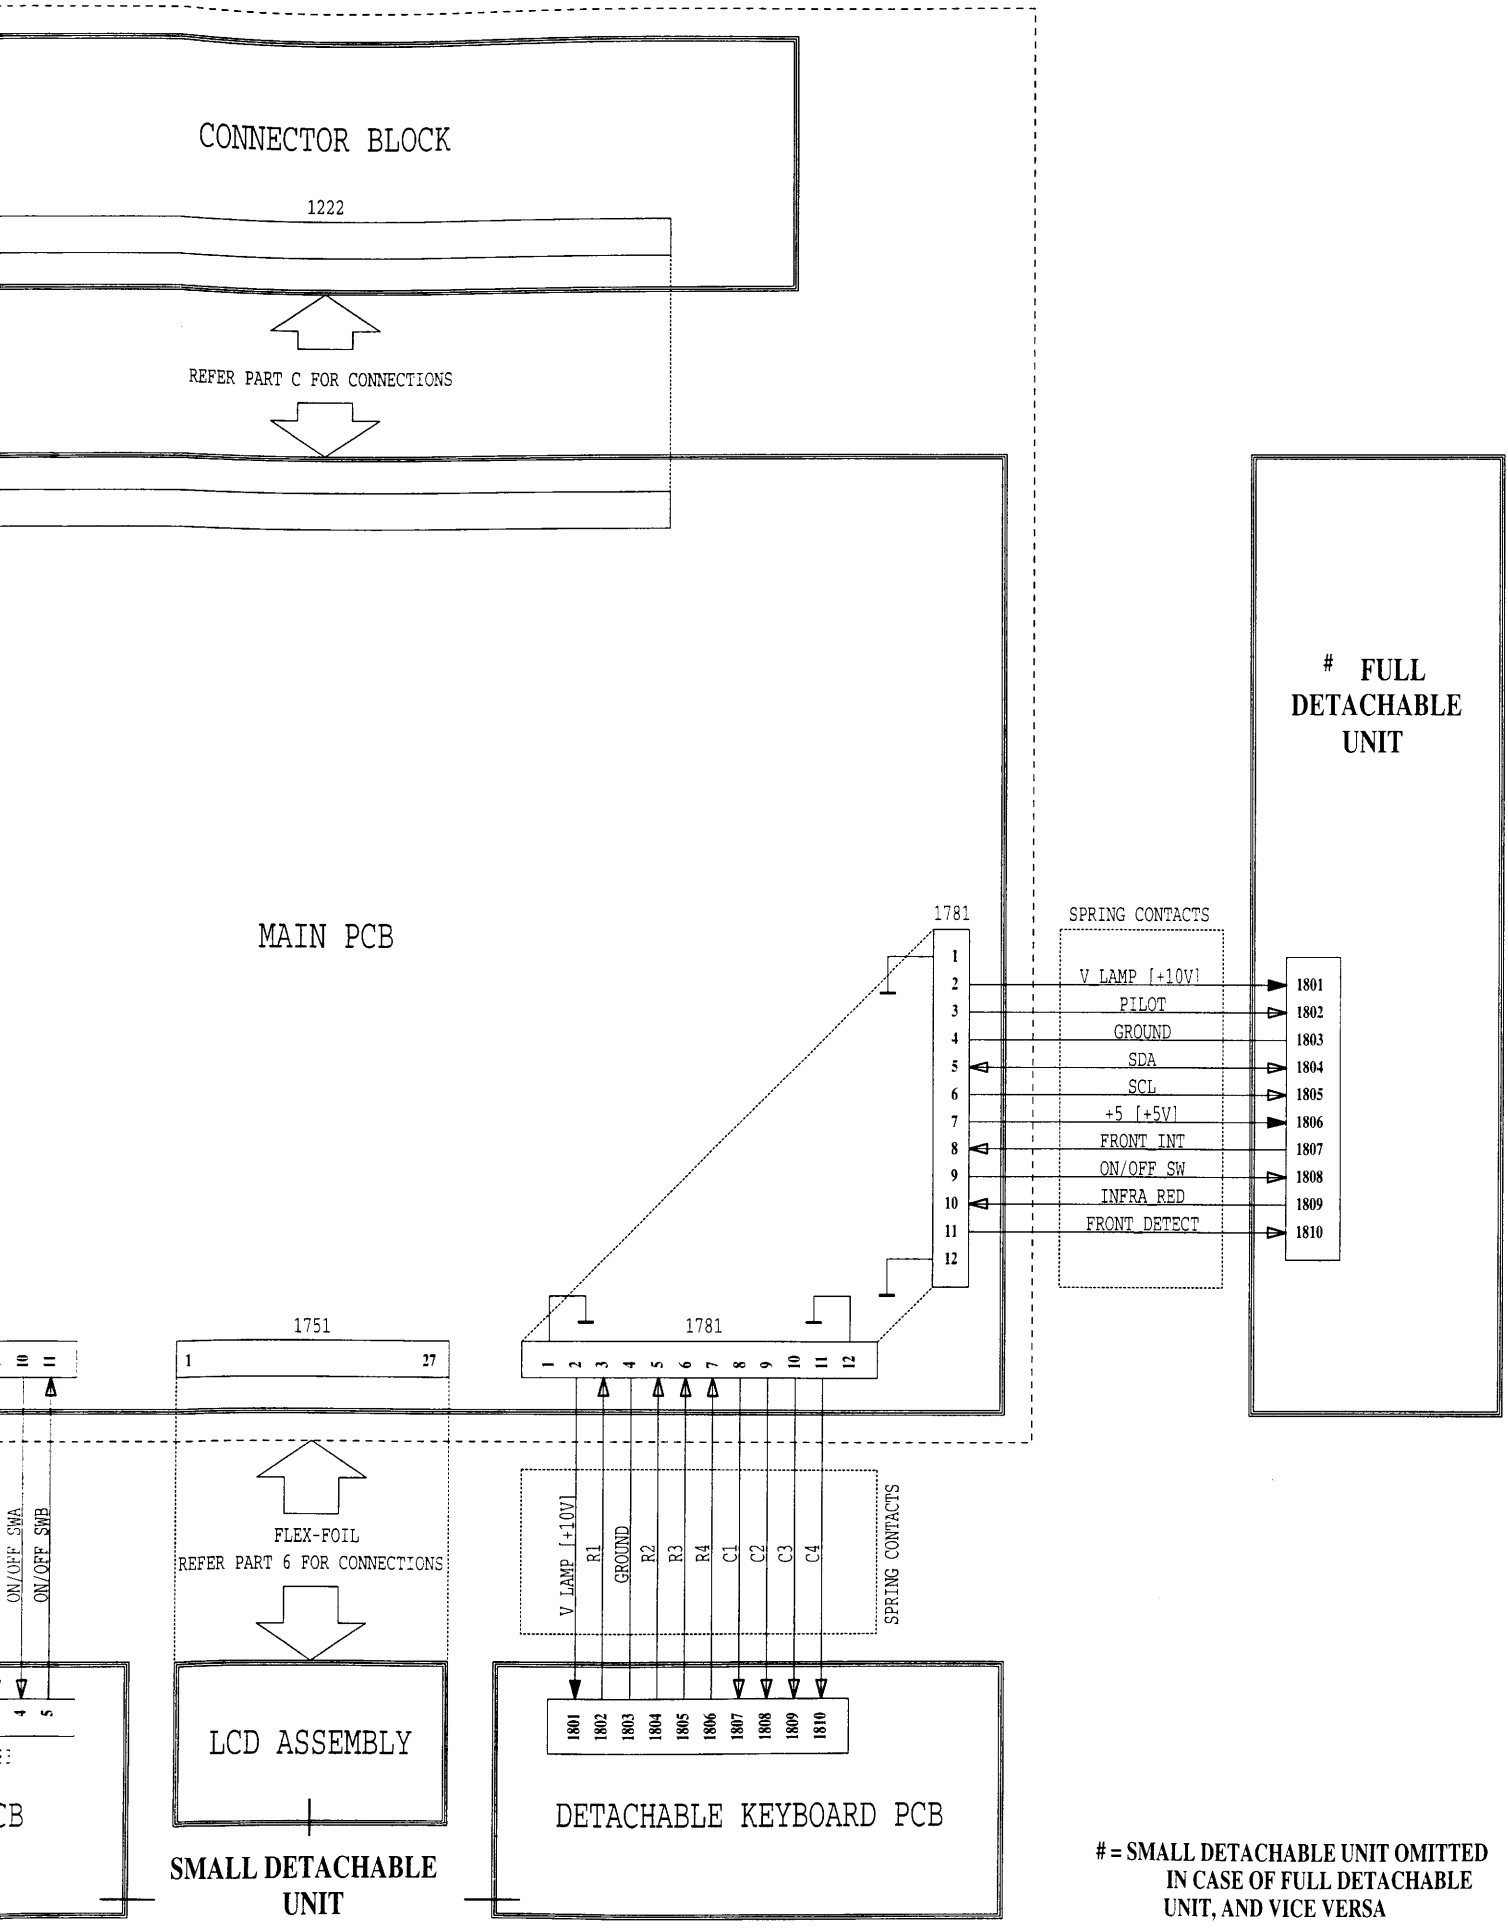 CONNECTOR BLOCK
1222
REFER PART C FOR CONNECTIONS
# FULL
DETACHABLE
UNIT
MAIN PCB
1781
SPRING CONTACTS
1
2 V_LAMP [+10V] 1801
3 PILOT 1802
4 GROUND 1803
5 SDA 1804
6 SCL 1805
7 +5 [+5V] 1806
8 FRONT_INT 1807
9 ON/OFF_SW 1808
10 INFRA_RED 1809
11 FRONT_DETECT 1810
12
1751
1781
10 11
1 27
1 2 3 4 5 6 7 8 9 10 11 12
ON/OFF_SWA
ON/OFF_SWB
FLEX-FOIL
REFER PART 6 FOR CONNECTIONS
V_LAMP [+10V]
R1
GROUND
R2
R3
R4
C1
C2
C3
C4
SPRING CONTACTS
4 5
1801 1802 1803 1804 1805 1806 1807 1808 1809 1810
LCD ASSEMBLY
CB
DETACHABLE KEYBOARD PCB
SMALL DETACHABLE
UNIT
# = SMALL DETACHABLE UNIT OMITTED
IN CASE OF FULL DETACHABLE
UNIT, AND VICE VERSA